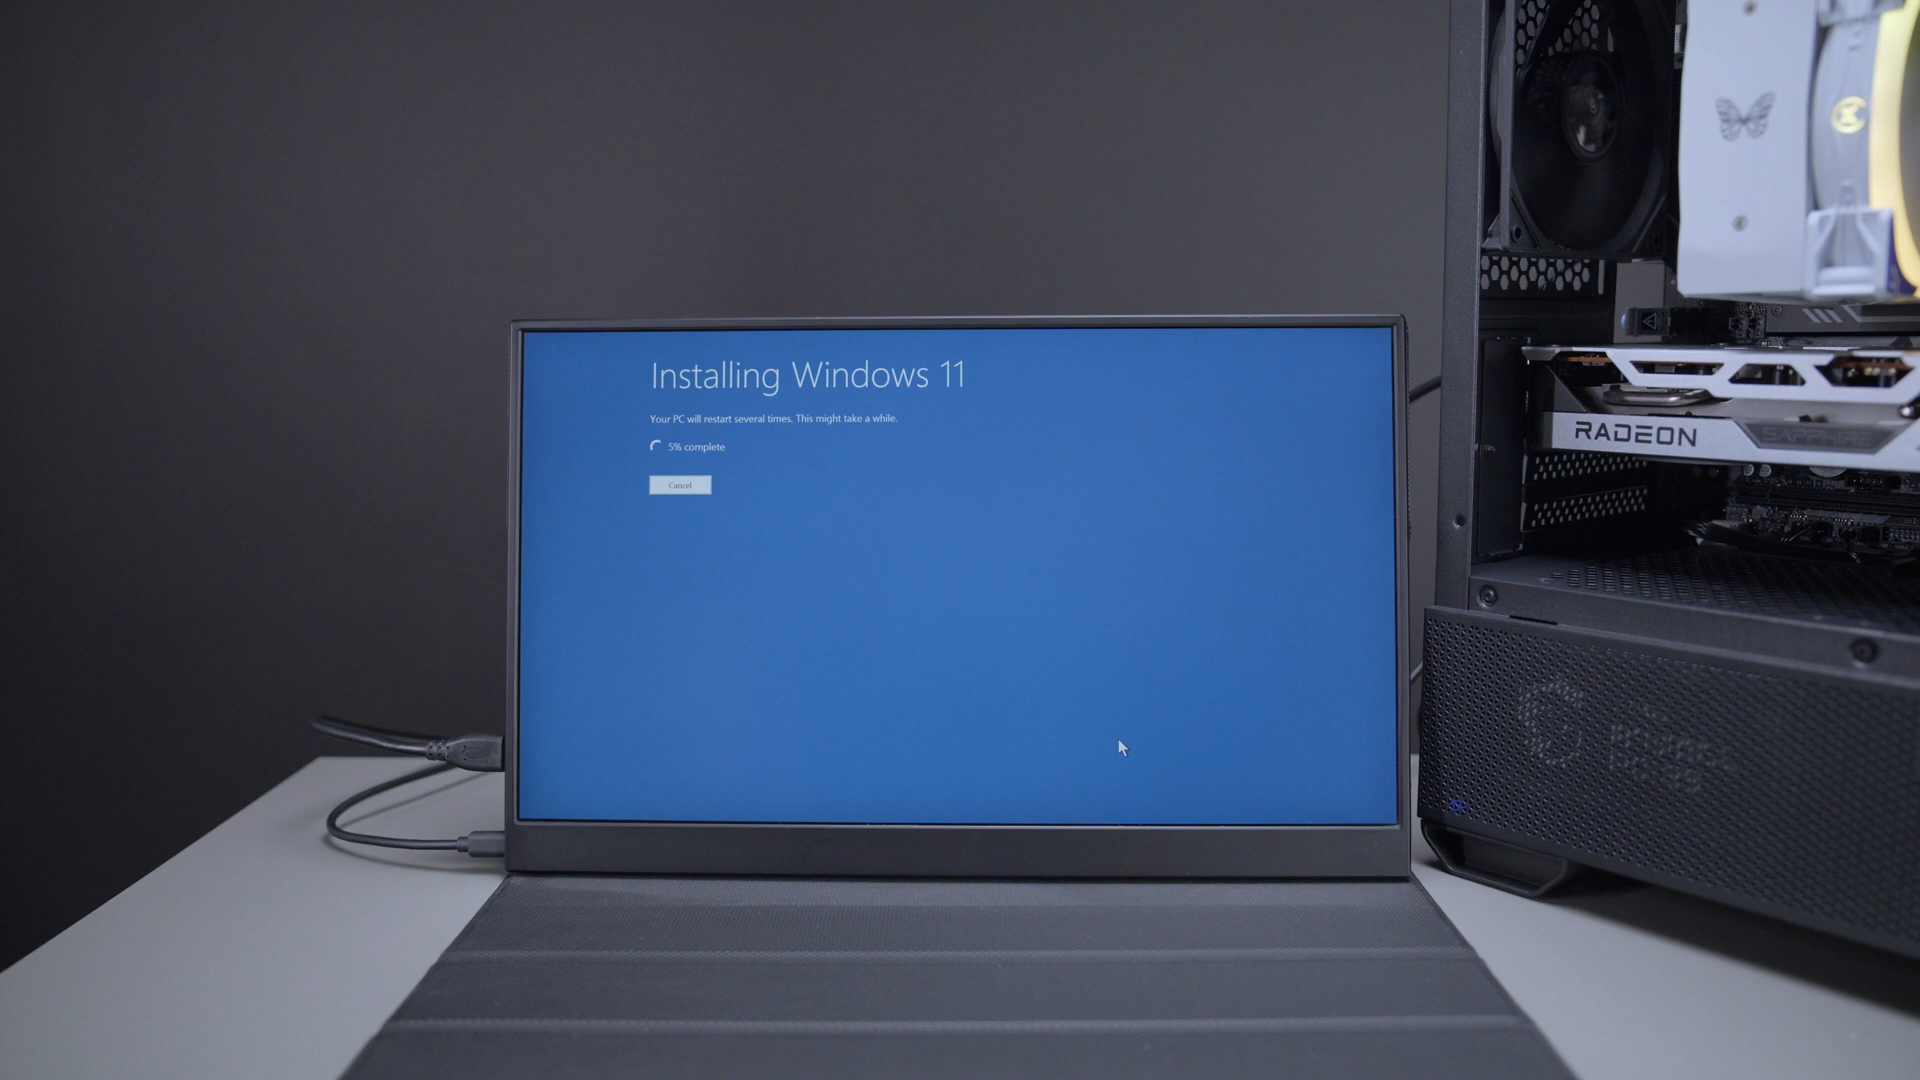 Installing Windows 11
Your PC will restart several times. This might take a while.
5% complete
Cancel
RADEON
SAPPHIRE